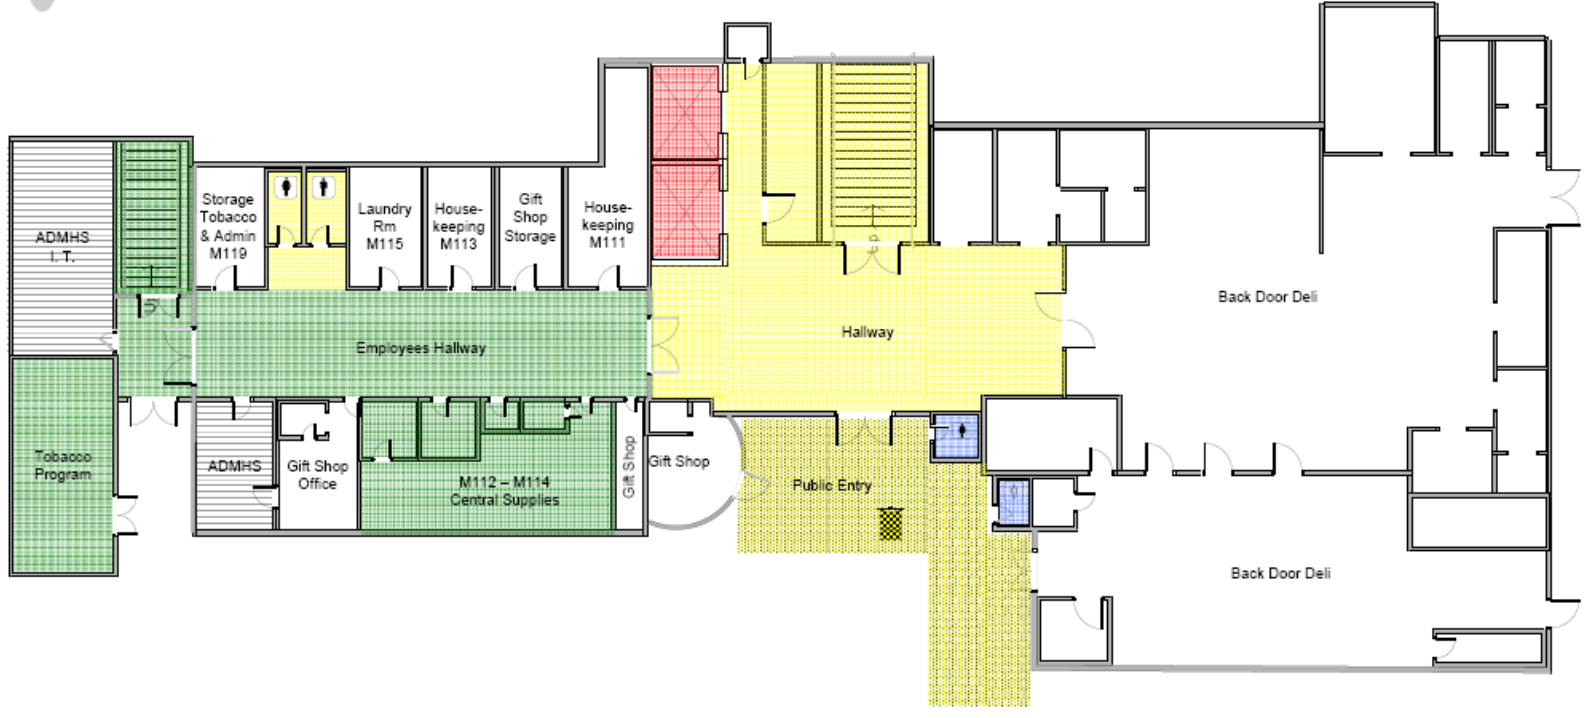 ADMHS
I. T.
Storage
Tobacco
& Admin
M119
Laundry
Rm
M115
House-
keeping
M113
Gift
Shop
Storage
House-
keeping
M111
Employees Hallway
Hallway
Back Door Deli
Tobacco
Program
ADMHS
Gift Shop
Office
M112 – M114
Central Supplies
Gift Shop
Gift Shop
Public Entry
Back Door Deli